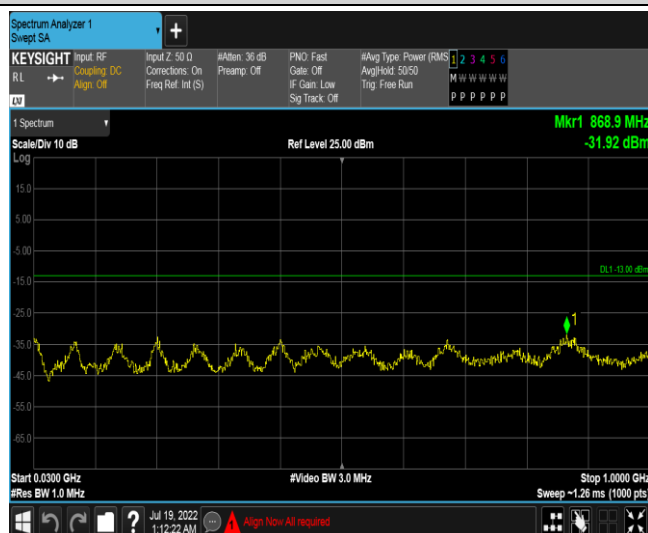 Spectrum Analyzer 1
Swept SA
+
KEYSIGHT
RL
LXI
Input: RF
Coupling: DC
Align: Off
Input Z: 50 Ω
Corrections: On
Freq Ref: Int (S)
#Atten: 36 dB
Preamp: Off
PNO: Fast
Gate: Off
IF Gain: Low
Sig Track: Off
#Avg Type: Power (RMS
Avg|Hold: 50/50
Trig: Free Run
1 2 3 4 5 6
M W W W W W
P P P P P P
1 Spectrum
Mkr1 868.9 MHz
Scale/Div 10 dB
Ref Level 25.00 dBm
-31.92 dBm
Log
15.0
5.00
-5.00
DL1 -13.00 dBm
-15.0
-25.0
1
-35.0
-45.0
-55.0
-65.0
Start 0.0300 GHz
#Video BW 3.0 MHz
Stop 1.0000 GHz
#Res BW 1.0 MHz
Sweep ~1.26 ms (1000 pts)
?
Jul 19, 2022
1:12:22 AM
1
Align Now All required